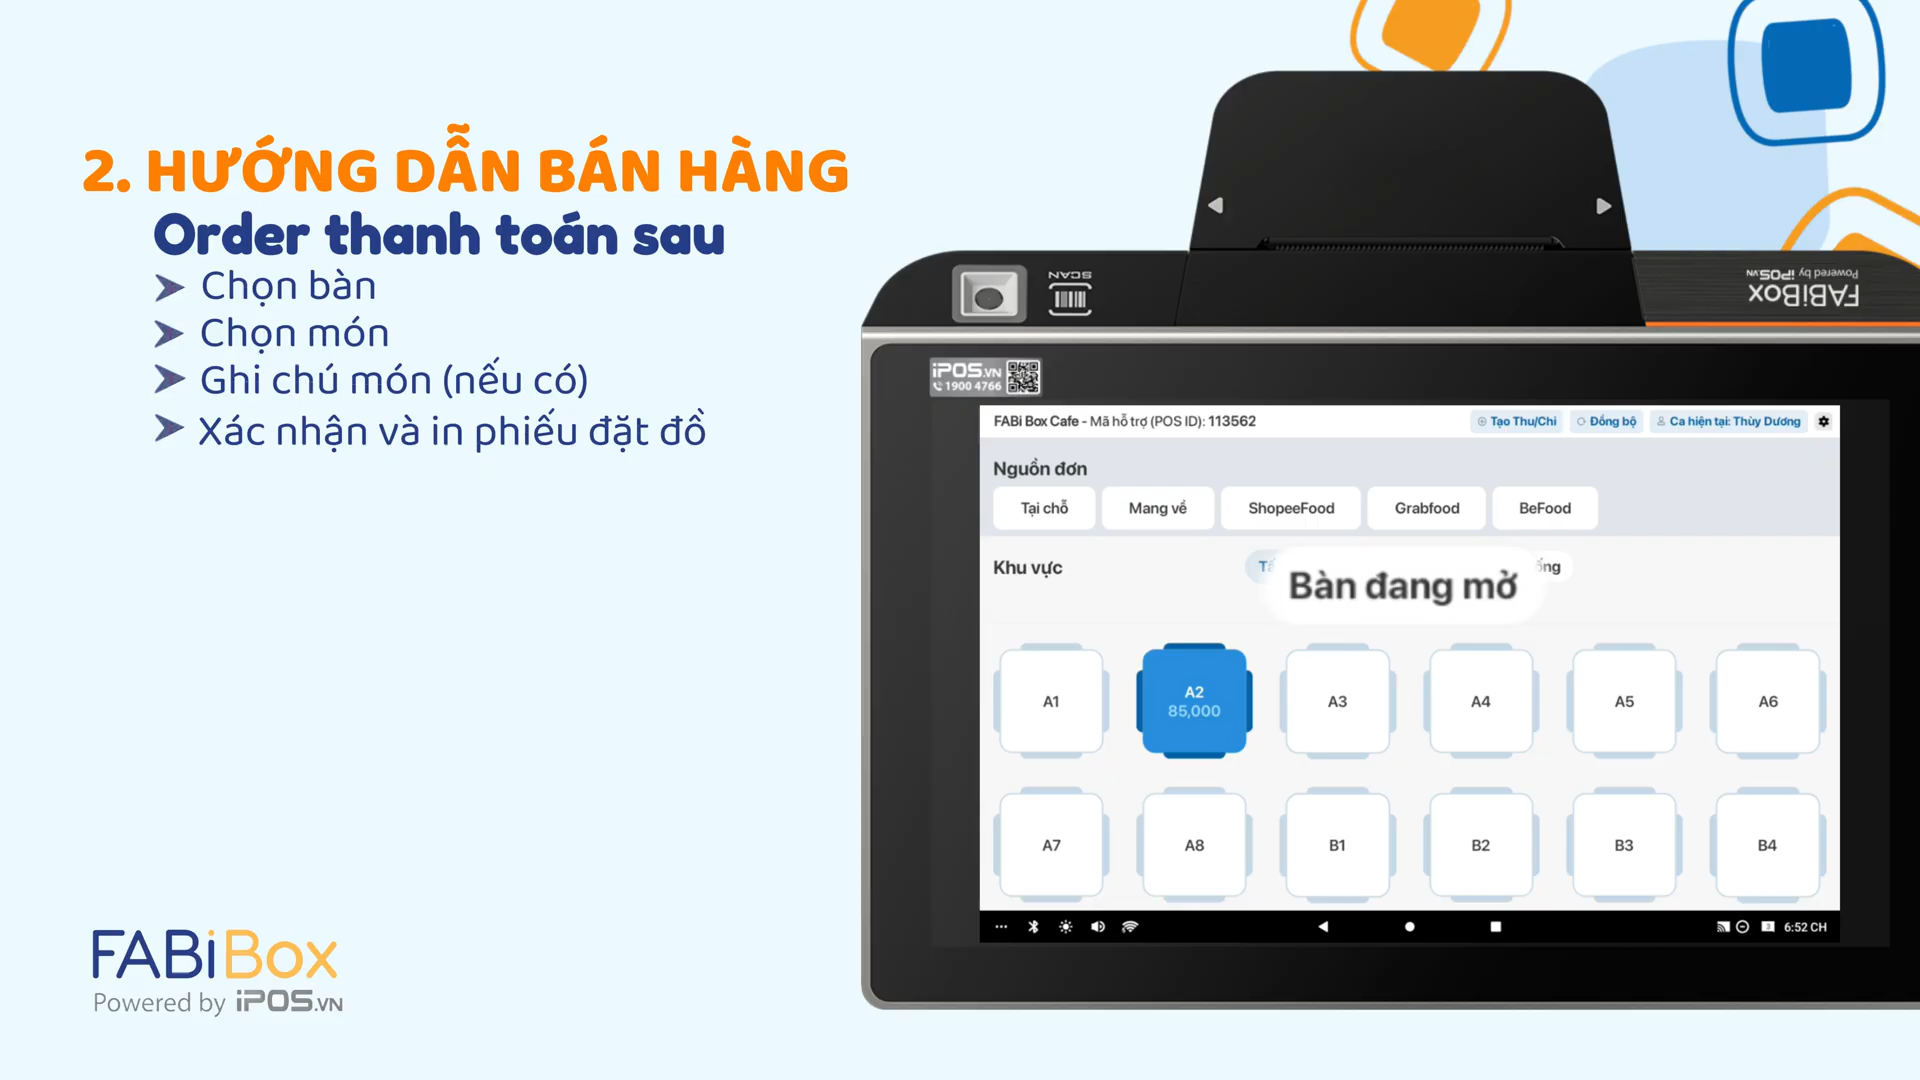 2. HƯỚNG DẪN BÁN HÀNG
Order thanh toán sau
Chọn bàn
Chọn món
Ghi chú món (nếu có)
Xác nhận và in phiếu đặt đồ
SCAN
FABiBox
Powered by iPOS.VN
iPOS.VN
1900 4766
FABi Box Cafe - Mã hỗ trợ (POS ID): 113562
Tạo Thu/Chi
Đồng bộ
Ca hiện tại: Thùy Dương
Nguồn đơn
Tại chỗ
Mang về
ShopeeFood
Grabfood
BeFood
Khu vực
Bàn đang mở
A1
A2
85,000
A3
A4
A5
A6
A7
A8
B1
B2
B3
B4
6:52 CH
FABiBox
Powered by iPOS.VN